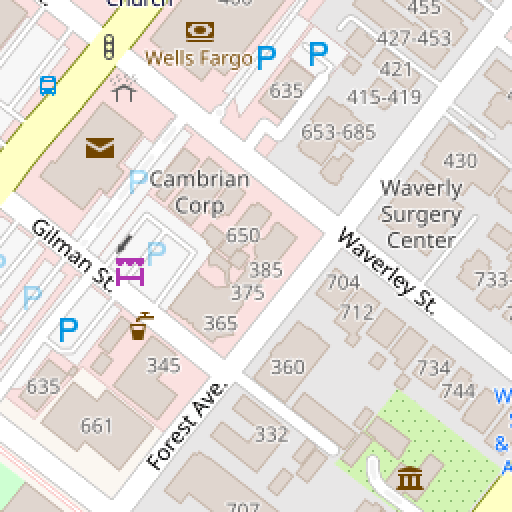 Church
Wells Fargo
P
P
455
427-453
421
415-419
635
653-685
430
P
Cambrian
Corp
Waverly
Surgery
Center
650
385
375
365
P
Gilman St.
Waverley St.
P
P
704
712
733-
345
360
734
744
635
661
Forest Ave.
332
707
&